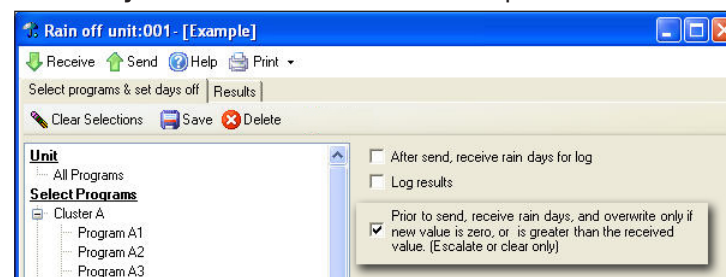 Rain off unit:001 - [Example]
Receive Send Help Print
Select programs & set days off Results
Clear Selections Save Delete
Unit
All Programs
Select Programs
Cluster A
Program A1
Program A2
Program A3
After send, receive rain days for log
Log results
Prior to send, receive rain days, and overwrite only if
new value is zero, or is greater than the received
value. (Escalate or clear only)